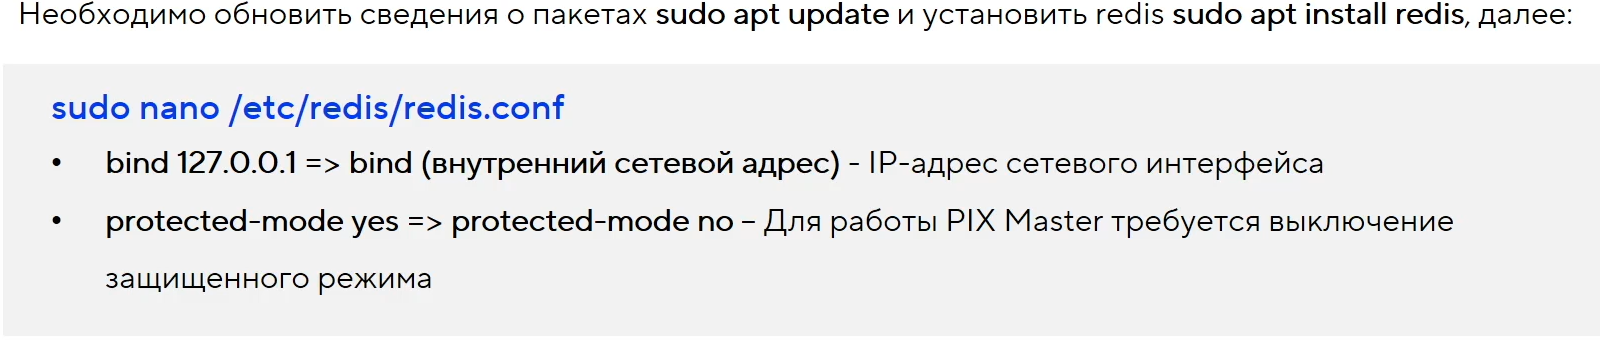 Необходимо обновить сведения о пакетах sudo apt update и установить redis sudo apt install redis, далее:
sudo nano /etc/redis/redis.conf
• bind 127.0.0.1 => bind (внутренний сетевой адрес) - IP-адрес сетевого интерфейса
• protected-mode yes => protected-mode no – Для работы PIX Master требуется выключение
защищенного режима